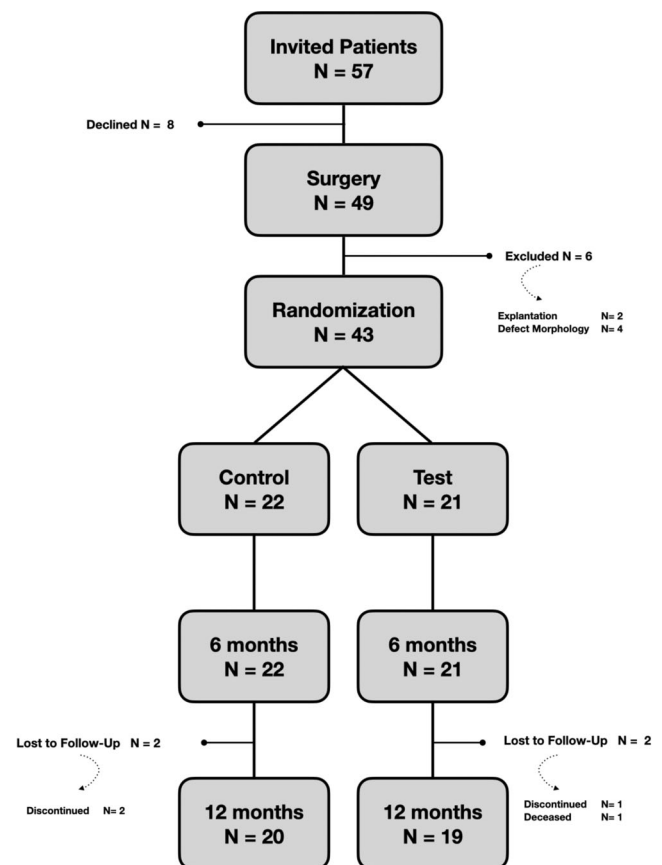 Invited Patients
N = 57
Declined N = 8
Surgery
N = 49
Excluded N = 6
Explantation N= 2
Defect Morphology N= 4
Randomization
N = 43
Control
N = 22
Test
N = 21
6 months
N = 22
6 months
N = 21
Lost to Follow-Up N = 2
Discontinued N= 2
Lost to Follow-Up N = 2
Discontinued N= 1
Deceased N= 1
12 months
N = 20
12 months
N = 19